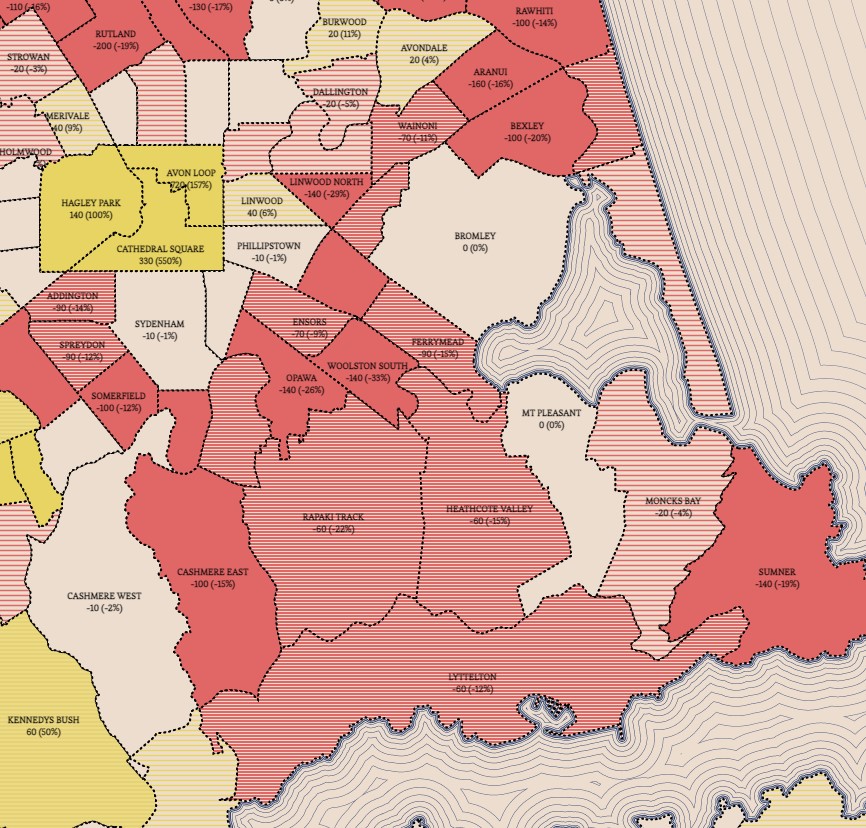 -110 (-16%)
-130 (-17%)
RAWHITI
-100 (-14%)
BURWOOD
20 (11%)
RUTLAND
-200 (-19%)
AVONDALE
20 (4%)
STROWAN
-20 (-3%)
ARANUI
-160 (-16%)
DALLINGTON
-20 (-5%)
MERIVALE
40 (9%)
WAINONI
-70 (-11%)
BEXLEY
-100 (-20%)
HOLMWOOD
AVON LOOP
220 (157%)
LINWOOD NORTH
-140 (-29%)
HAGLEY PARK
140 (100%)
LINWOOD
40 (6%)
BROMLEY
0 (0%)
CATHEDRAL SQUARE
330 (550%)
PHILLIPSTOWN
-10 (-1%)
ADDINGTON
-90 (-14%)
SYDENHAM
-10 (-1%)
ENSORS
-70 (-9%)
SPREYDON
-90 (-12%)
FERRYMEAD
-90 (-15%)
WOOLSTON SOUTH
-140 (-33%)
OPAWA
-140 (-26%)
SOMERFIELD
-100 (-12%)
MT PLEASANT
0 (0%)
MONCKS BAY
-20 (-4%)
HEATHCOTE VALLEY
-60 (-15%)
RAPAKI TRACK
-60 (-22%)
CASHMERE EAST
-100 (-15%)
SUMNER
-140 (-19%)
CASHMERE WEST
-10 (-2%)
LYTTELTON
-60 (-12%)
KENNEDYS BUSH
60 (50%)